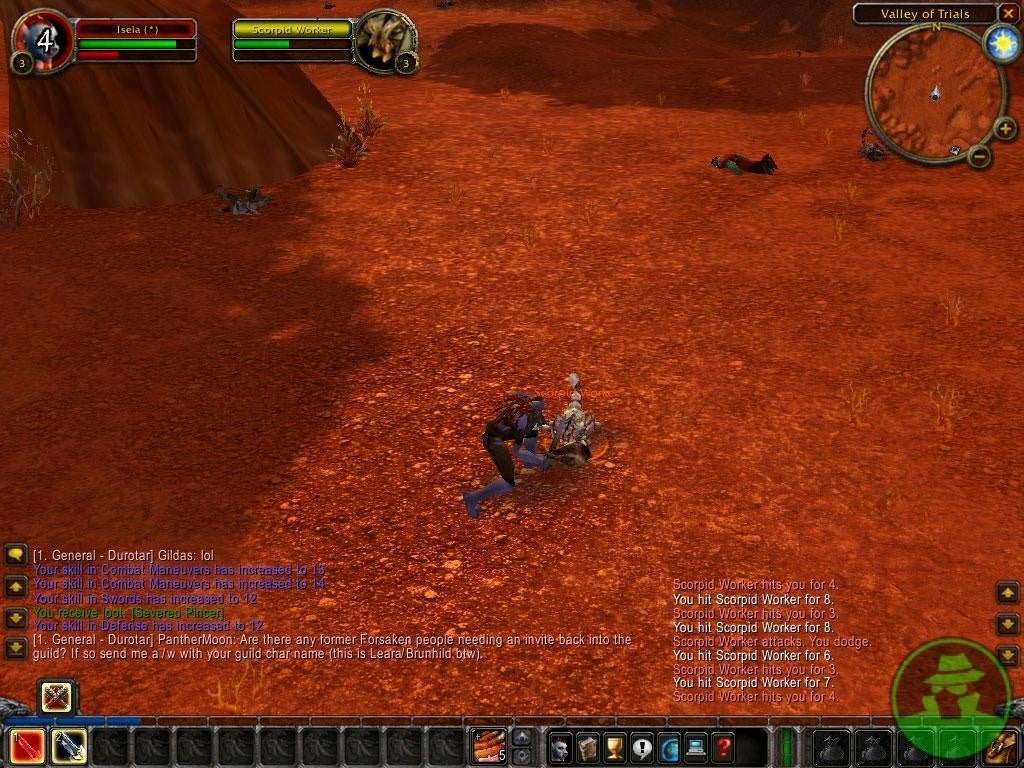 Isela (*)
4
3
Scorpid Worker
3
Valley of Trials
N
Scorpid Worker
[1. General - Durotar] Gildas: lol
Your skill in Combat Maneuvers has increased to 13
Your skill in Combat Maneuvers has increased to 14
Your skill in Swords has increased to 12
You receive loot: [Severed Pincer]
Your skill in Defense has increased to 12
[1. General - Durotar] PantherMoon: Are there any former Forsaken people needing an invite-back into the
guild? If so send me a /w with your guild char name (this is Leara/Brunhild btw).
Scorpid Worker hits you for 4.
You hit Scorpid Worker for 8.
Scorpid Worker hits you for 3.
You hit Scorpid Worker for 8.
Scorpid Worker attacks. You dodge.
You hit Scorpid Worker for 6.
Scorpid Worker hits you for 3.
You hit Scorpid Worker for 7.
Scorpid Worker hits you for 4.
1
2
5